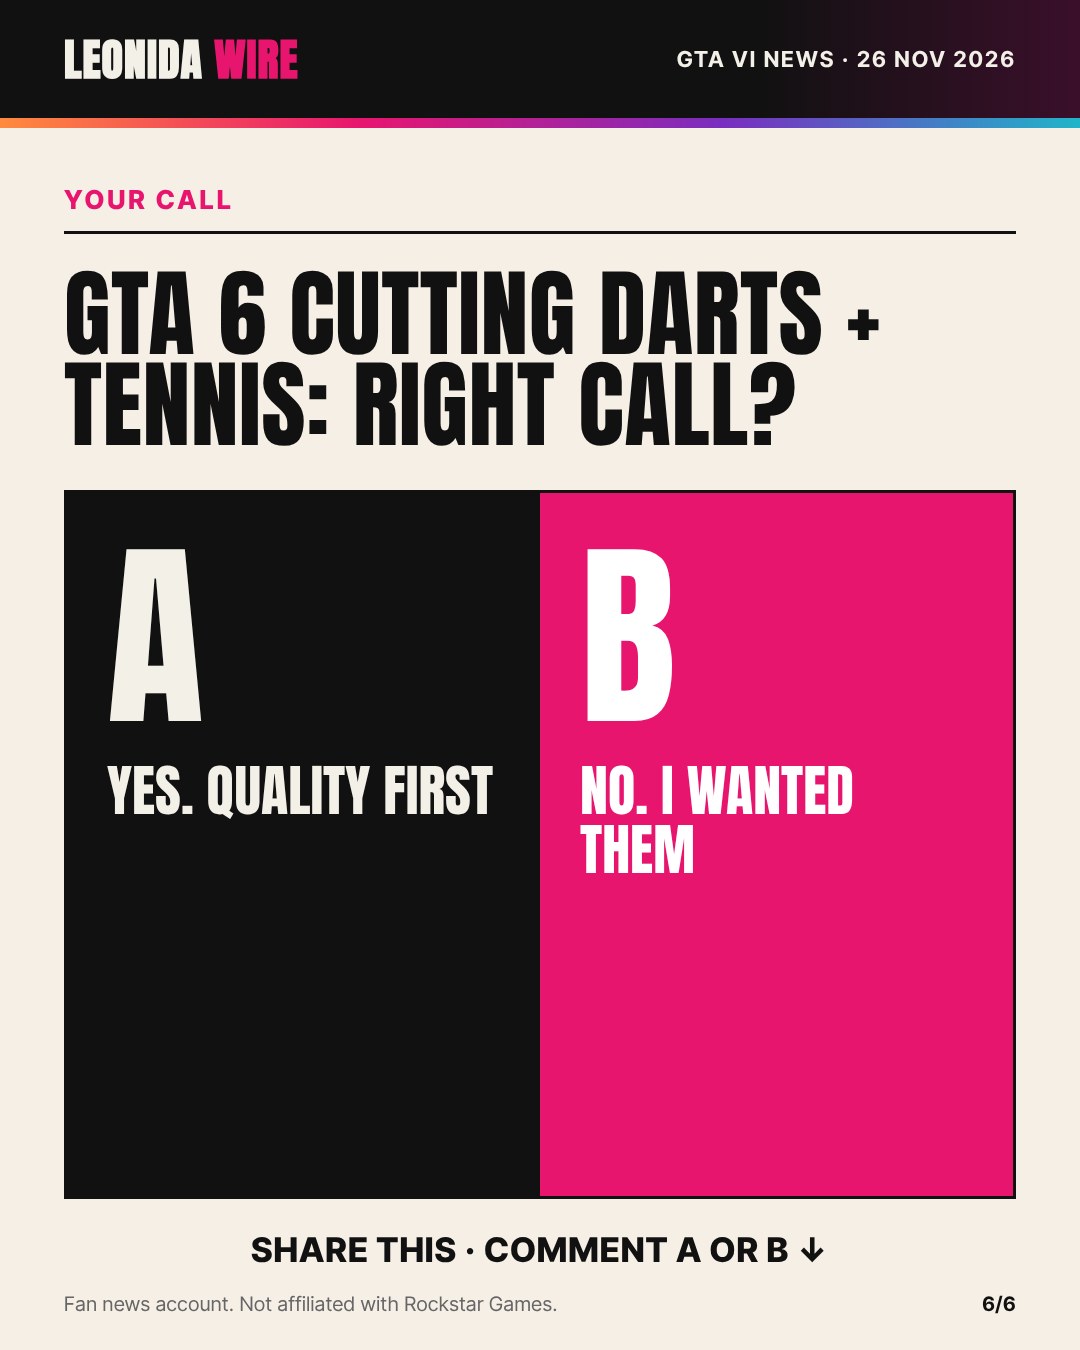 LEONIDA WIRE
GTA VI NEWS · 26 NOV 2026
YOUR CALL
GTA 6 CUTTING DARTS +
TENNIS: RIGHT CALL?
A
YES. QUALITY FIRST
B
NO. I WANTED
THEM
SHARE THIS · COMMENT A OR B ↓
Fan news account. Not affiliated with Rockstar Games.
6/6